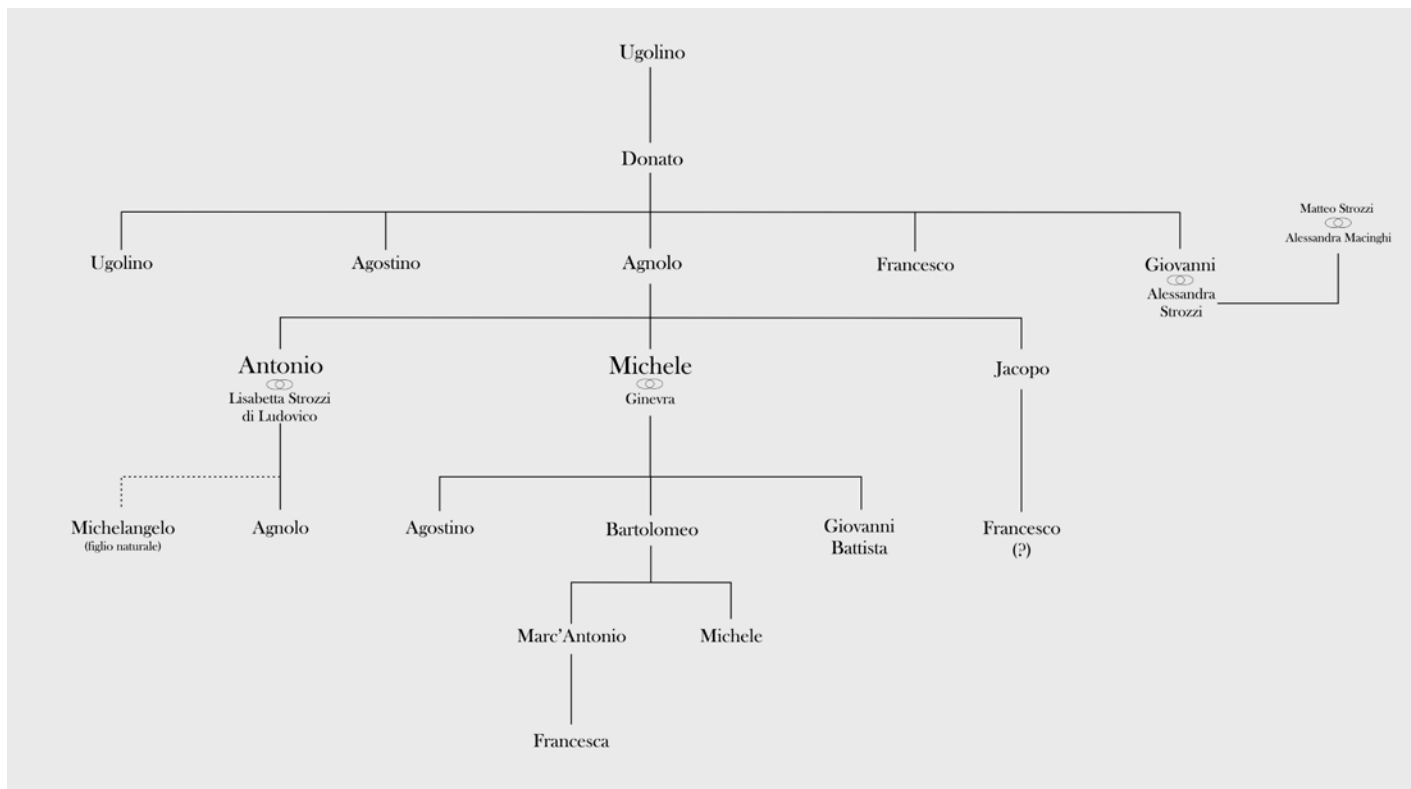 Ugolino
Donato
Matteo Strozzi
Alessandra Macinghi
Ugolino
Agostino
Agnolo
Francesco
Giovanni
Alessandra
Strozzi
Antonio
Lisabetta Strozzi
di Ludovico
Michele
Ginevra
Jacopo
Michelangelo
(figlio naturale)
Agnolo
Agostino
Bartolomeo
Giovanni
Battista
Francesco
(?)
Marc’Antonio
Michele
Francesca